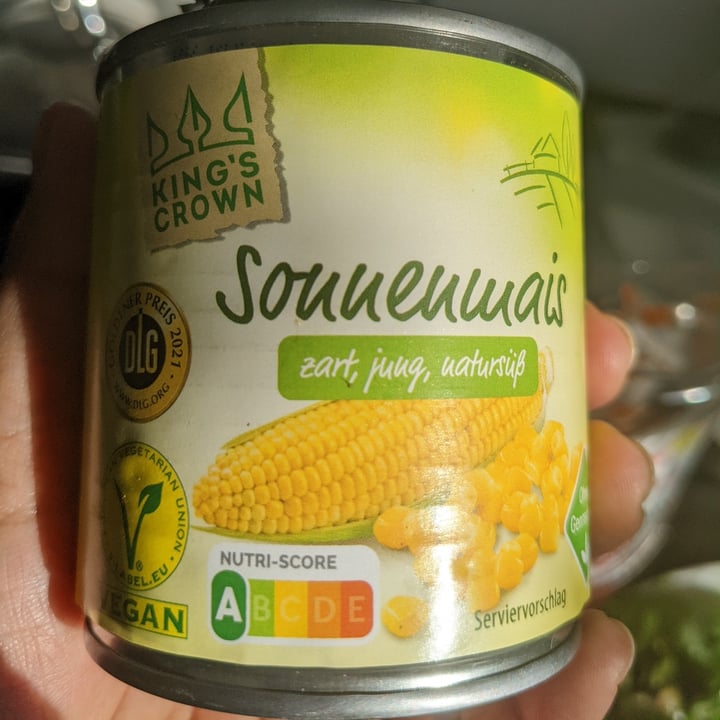 KING'S
CROWN
Sonnenmais
zart, jung, natursüß
PREIS 2021
DLG
WWW.DLG.ORG
VEGETARIAN UNION
V-LABEL.EU
VEGAN
NUTRI-SCORE
A B C D E
Serviervorschlag